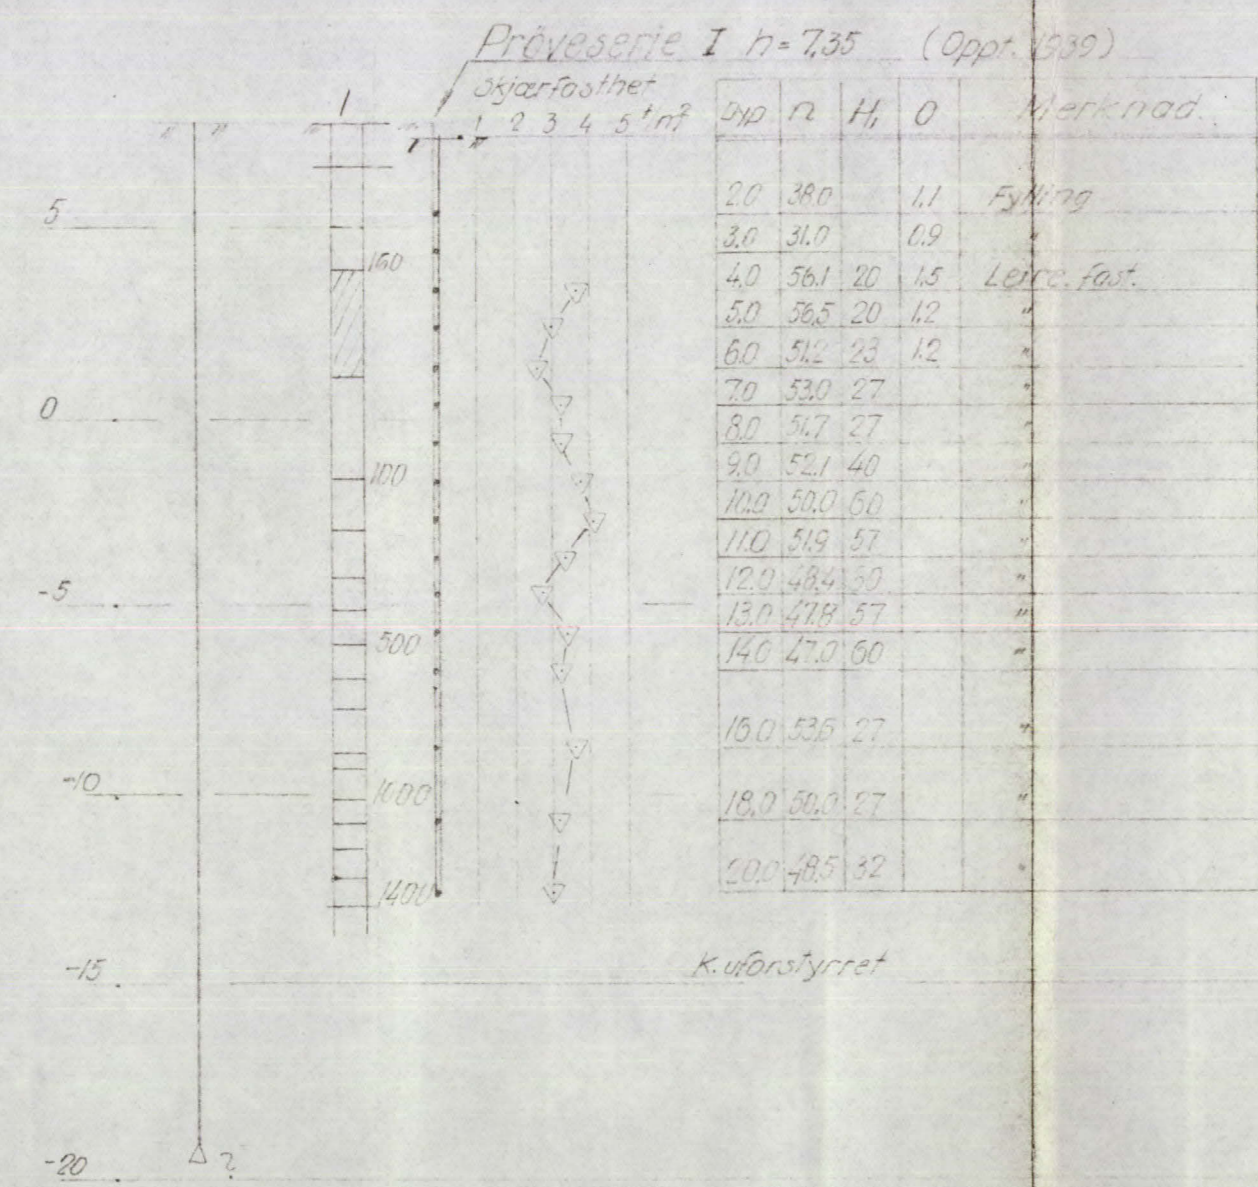 Prøveserie I h=7,35 (Oppt. 1939)
Skjærfasthet
1 2 3 4 5 t/m²
1
Dyp n H₁ O Merknad.
2.0 38.0 1.1 Fylling
3.0 31.0 0.9 "
4.0 56.1 20 1.5 Leire. fast.
5.0 56.5 20 1.2 "
6.0 51.2 23 1.2 "
7.0 53.0 27 "
8.0 51.7 27 "
9.0 52.1 40 "
10.0 50.0 60 "
11.0 51.9 57 "
12.0 48.4 "
13.0 47.8 57 "
14.0 47.0 60 "
16.0 53.6 27 "
18.0 50.0 27 "
20.0 48.5 32 "
5
0
-5
-10
-15
-20
160
100
500
1000
1400
K. uforstyrret
?